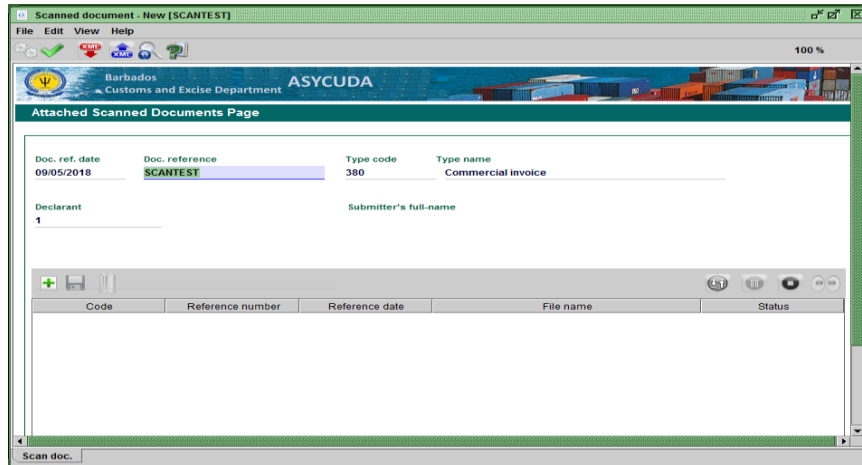 Scanned document - New [SCANTEST]
File Edit View Help
XML XML 100 %
Barbados
Customs and Excise Department ASYCUDA
Attached Scanned Documents Page
Doc. ref. date Doc. reference Type code Type name
09/05/2018 SCANTEST 380 Commercial invoice
Declarant Submitter's full-name
1
Code Reference number Reference date File name Status
Scan doc.